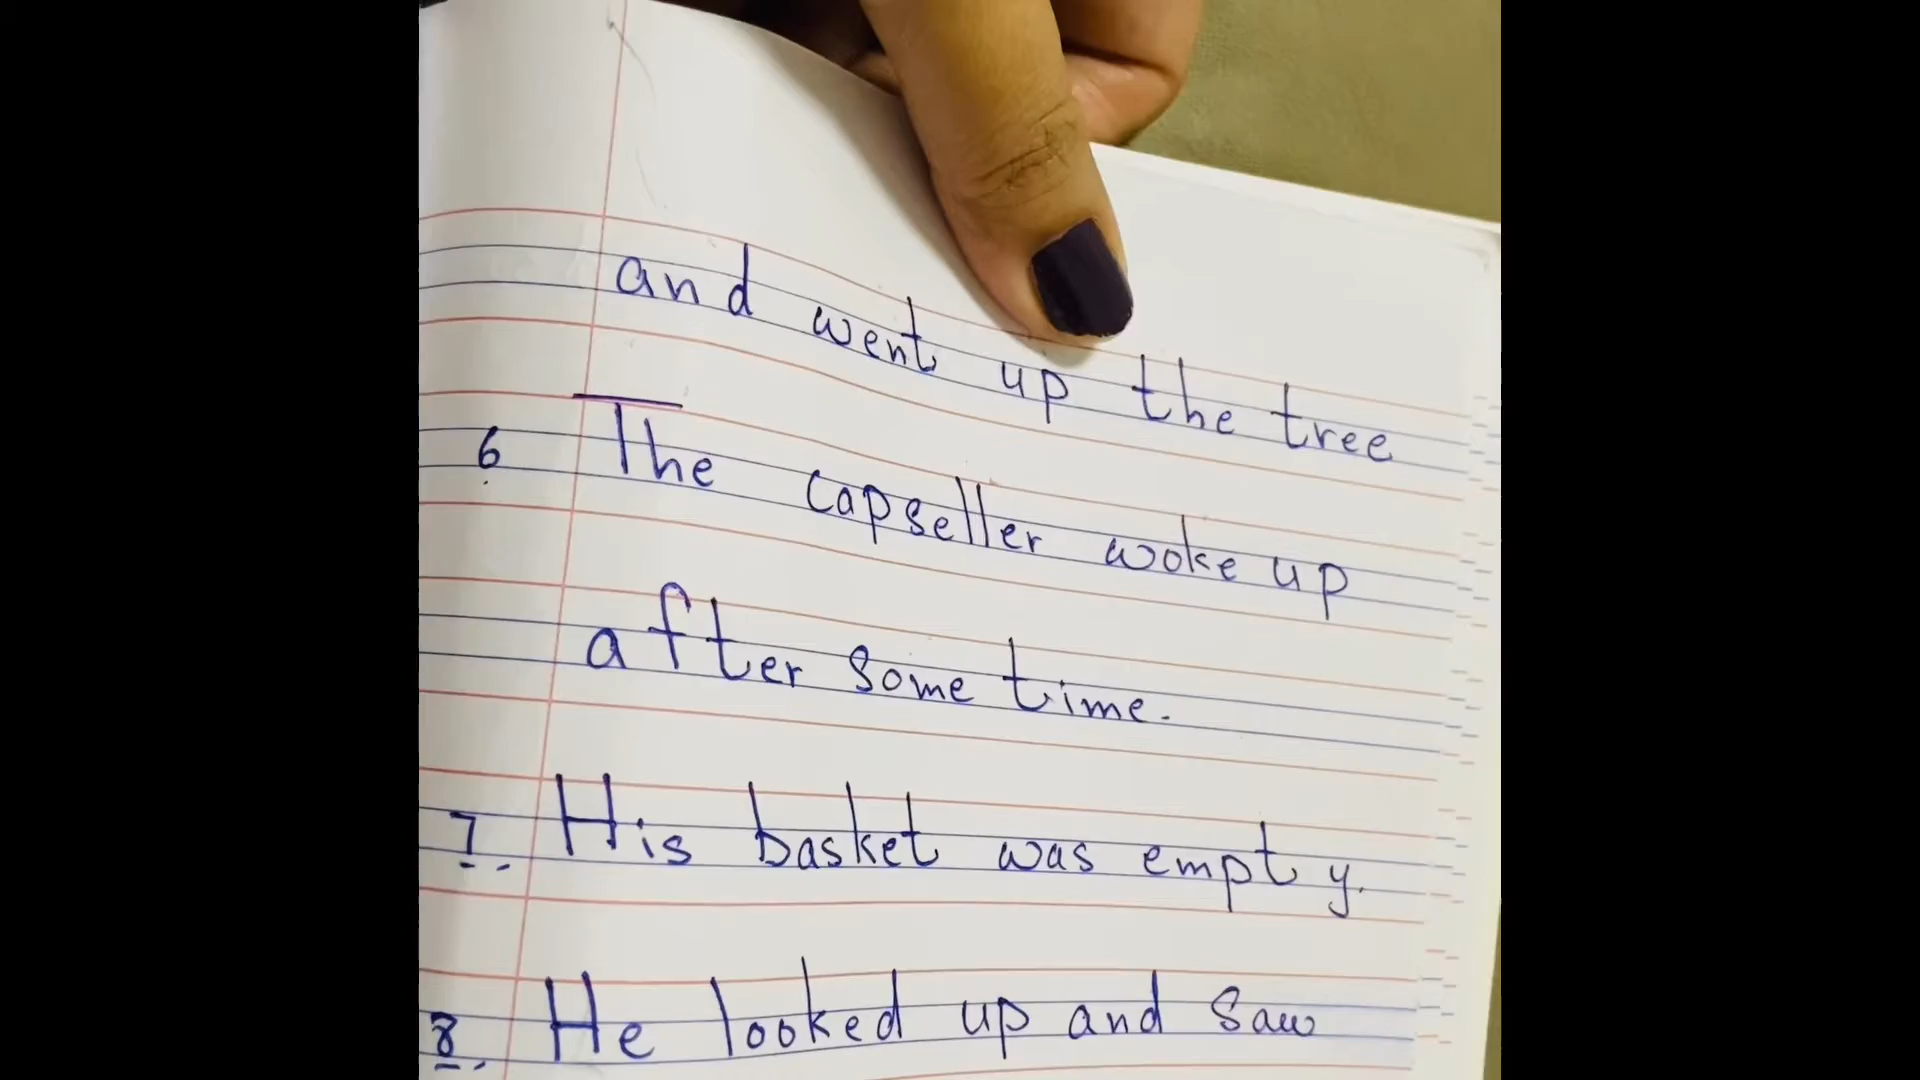 and went up the tree
6. The capseller woke up
after some time.
7. His basket was empty.
8. He looked up and saw